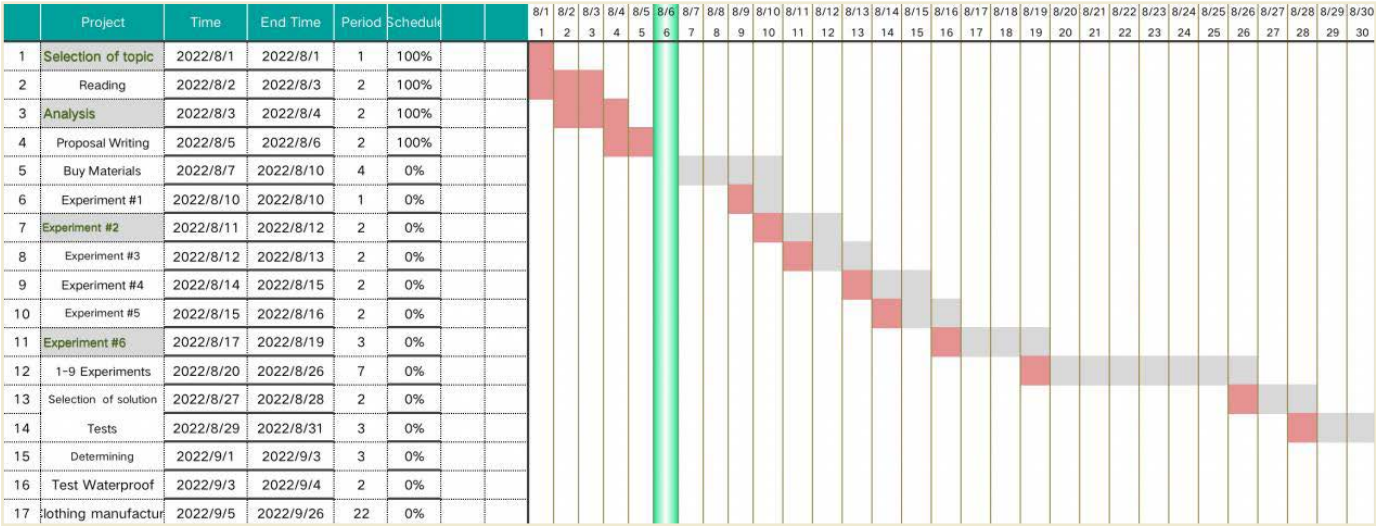 Project Time End Time Period Schedule 8/1 8/2 8/3 8/4 8/5 8/6 8/7 8/8 8/9 8/10 8/11 8/12 8/13 8/14 8/15 8/16 8/17 8/18 8/19 8/20 8/21 8/22 8/23 8/24 8/25 8/26 8/27 8/28 8/29 8/30
1 2 3 4 5 6 7 8 9 10 11 12 13 14 15 16 17 18 19 20 21 22 23 24 25 26 27 28 29 30
1 Selection of topic 2022/8/1 2022/8/1 1 100%
2 Reading 2022/8/2 2022/8/3 2 100%
3 Analysis 2022/8/3 2022/8/4 2 100%
4 Proposal Writing 2022/8/5 2022/8/6 2 100%
5 Buy Materials 2022/8/7 2022/8/10 4 0%
6 Experiment #1 2022/8/10 2022/8/10 1 0%
7 Experiment #2 2022/8/11 2022/8/12 2 0%
8 Experiment #3 2022/8/12 2022/8/13 2 0%
9 Experiment #4 2022/8/14 2022/8/15 2 0%
10 Experiment #5 2022/8/15 2022/8/16 2 0%
11 Experiment #6 2022/8/17 2022/8/19 3 0%
12 1-9 Experiments 2022/8/20 2022/8/26 7 0%
13 Selection of solution 2022/8/27 2022/8/28 2 0%
14 Tests 2022/8/29 2022/8/31 3 0%
15 Determining 2022/9/1 2022/9/3 3 0%
16 Test Waterproof 2022/9/3 2022/9/4 2 0%
17 lothing manufactur 2022/9/5 2022/9/26 22 0%